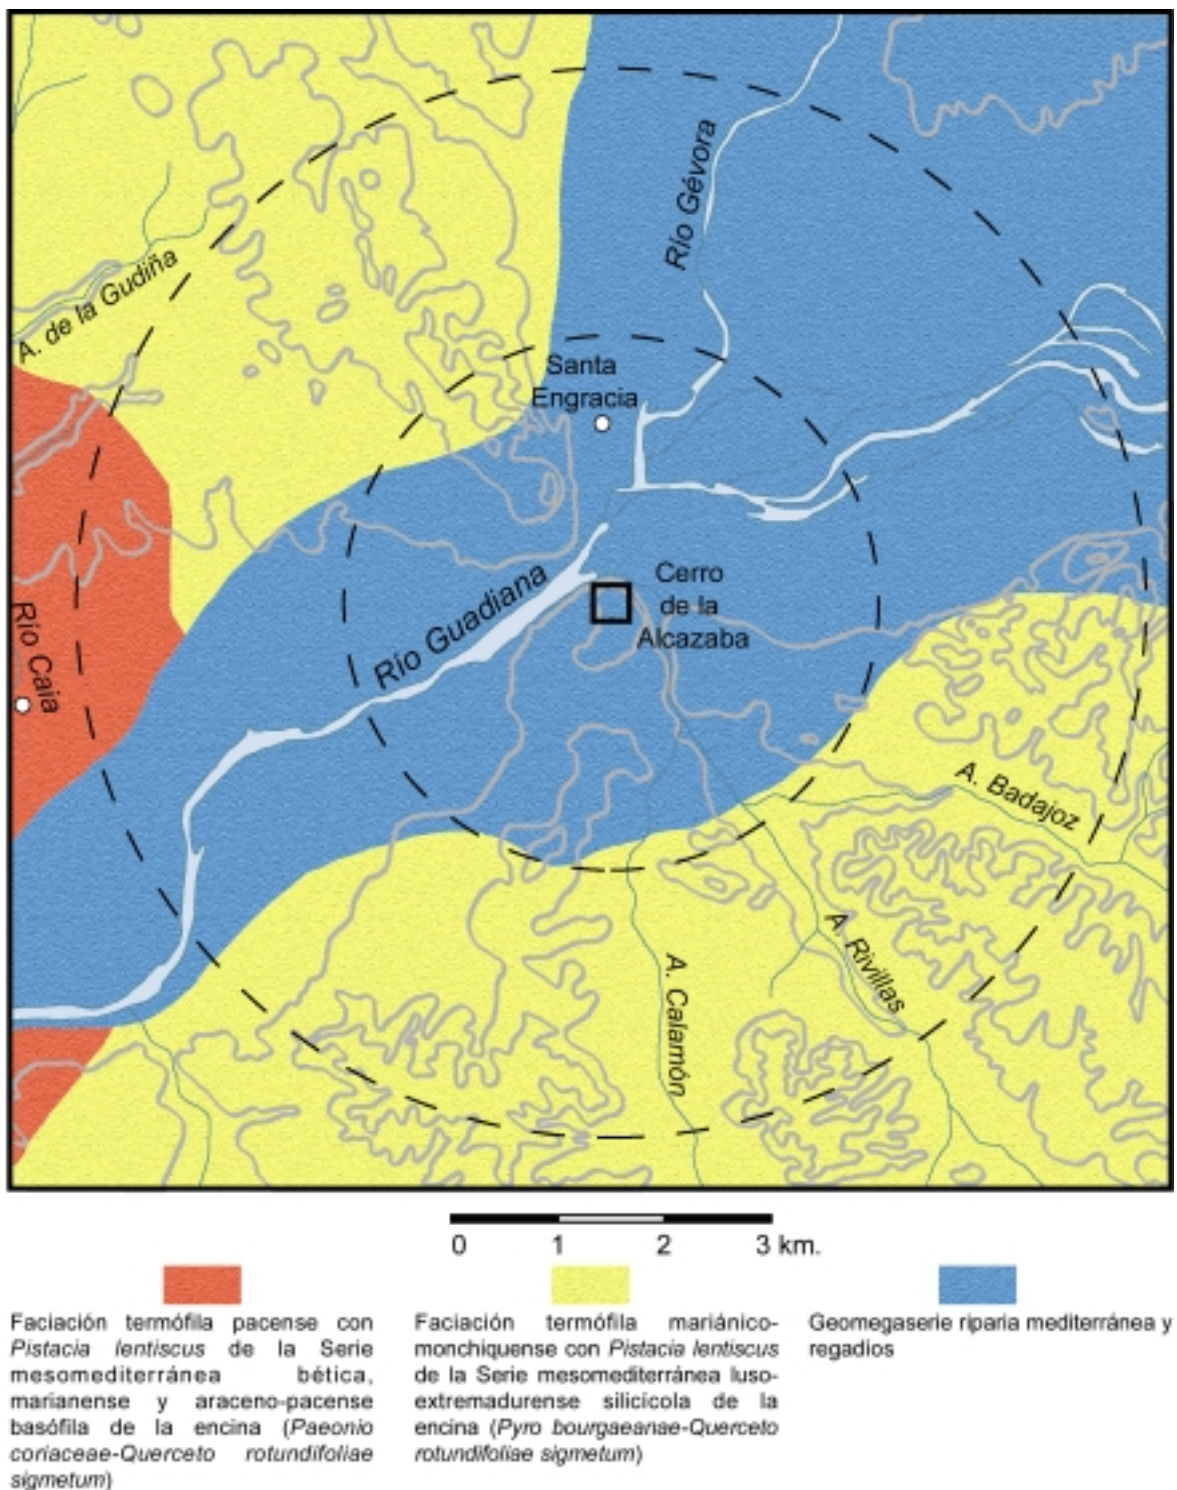 Río Gévora
A. de la Gudiña
Santa
Engracia
Cerro
de la
Alcazaba
Río Guadiana
Río Caia
A. Badajoz
A. Rivillas
A. Calamón
0 1 2 3 km.
Faciación termófila pacense con
Pistacia lentiscus de la Serie
mesomediterránea bética,
marianense y araceno-pacense
basófila de la encina (Paeonio
coriaceae-Querceto rotundifoliae
sigmetum)
Faciación termófila mariánico-
monchiquense con Pistacia lentiscus
de la Serie mesomediterránea luso-
extremadurense silicícola de la
encina (Pyro bourgaeanae-Querceto
rotundifoliae sigmetum)
Geomegaserie riparia mediterránea y
regadíos